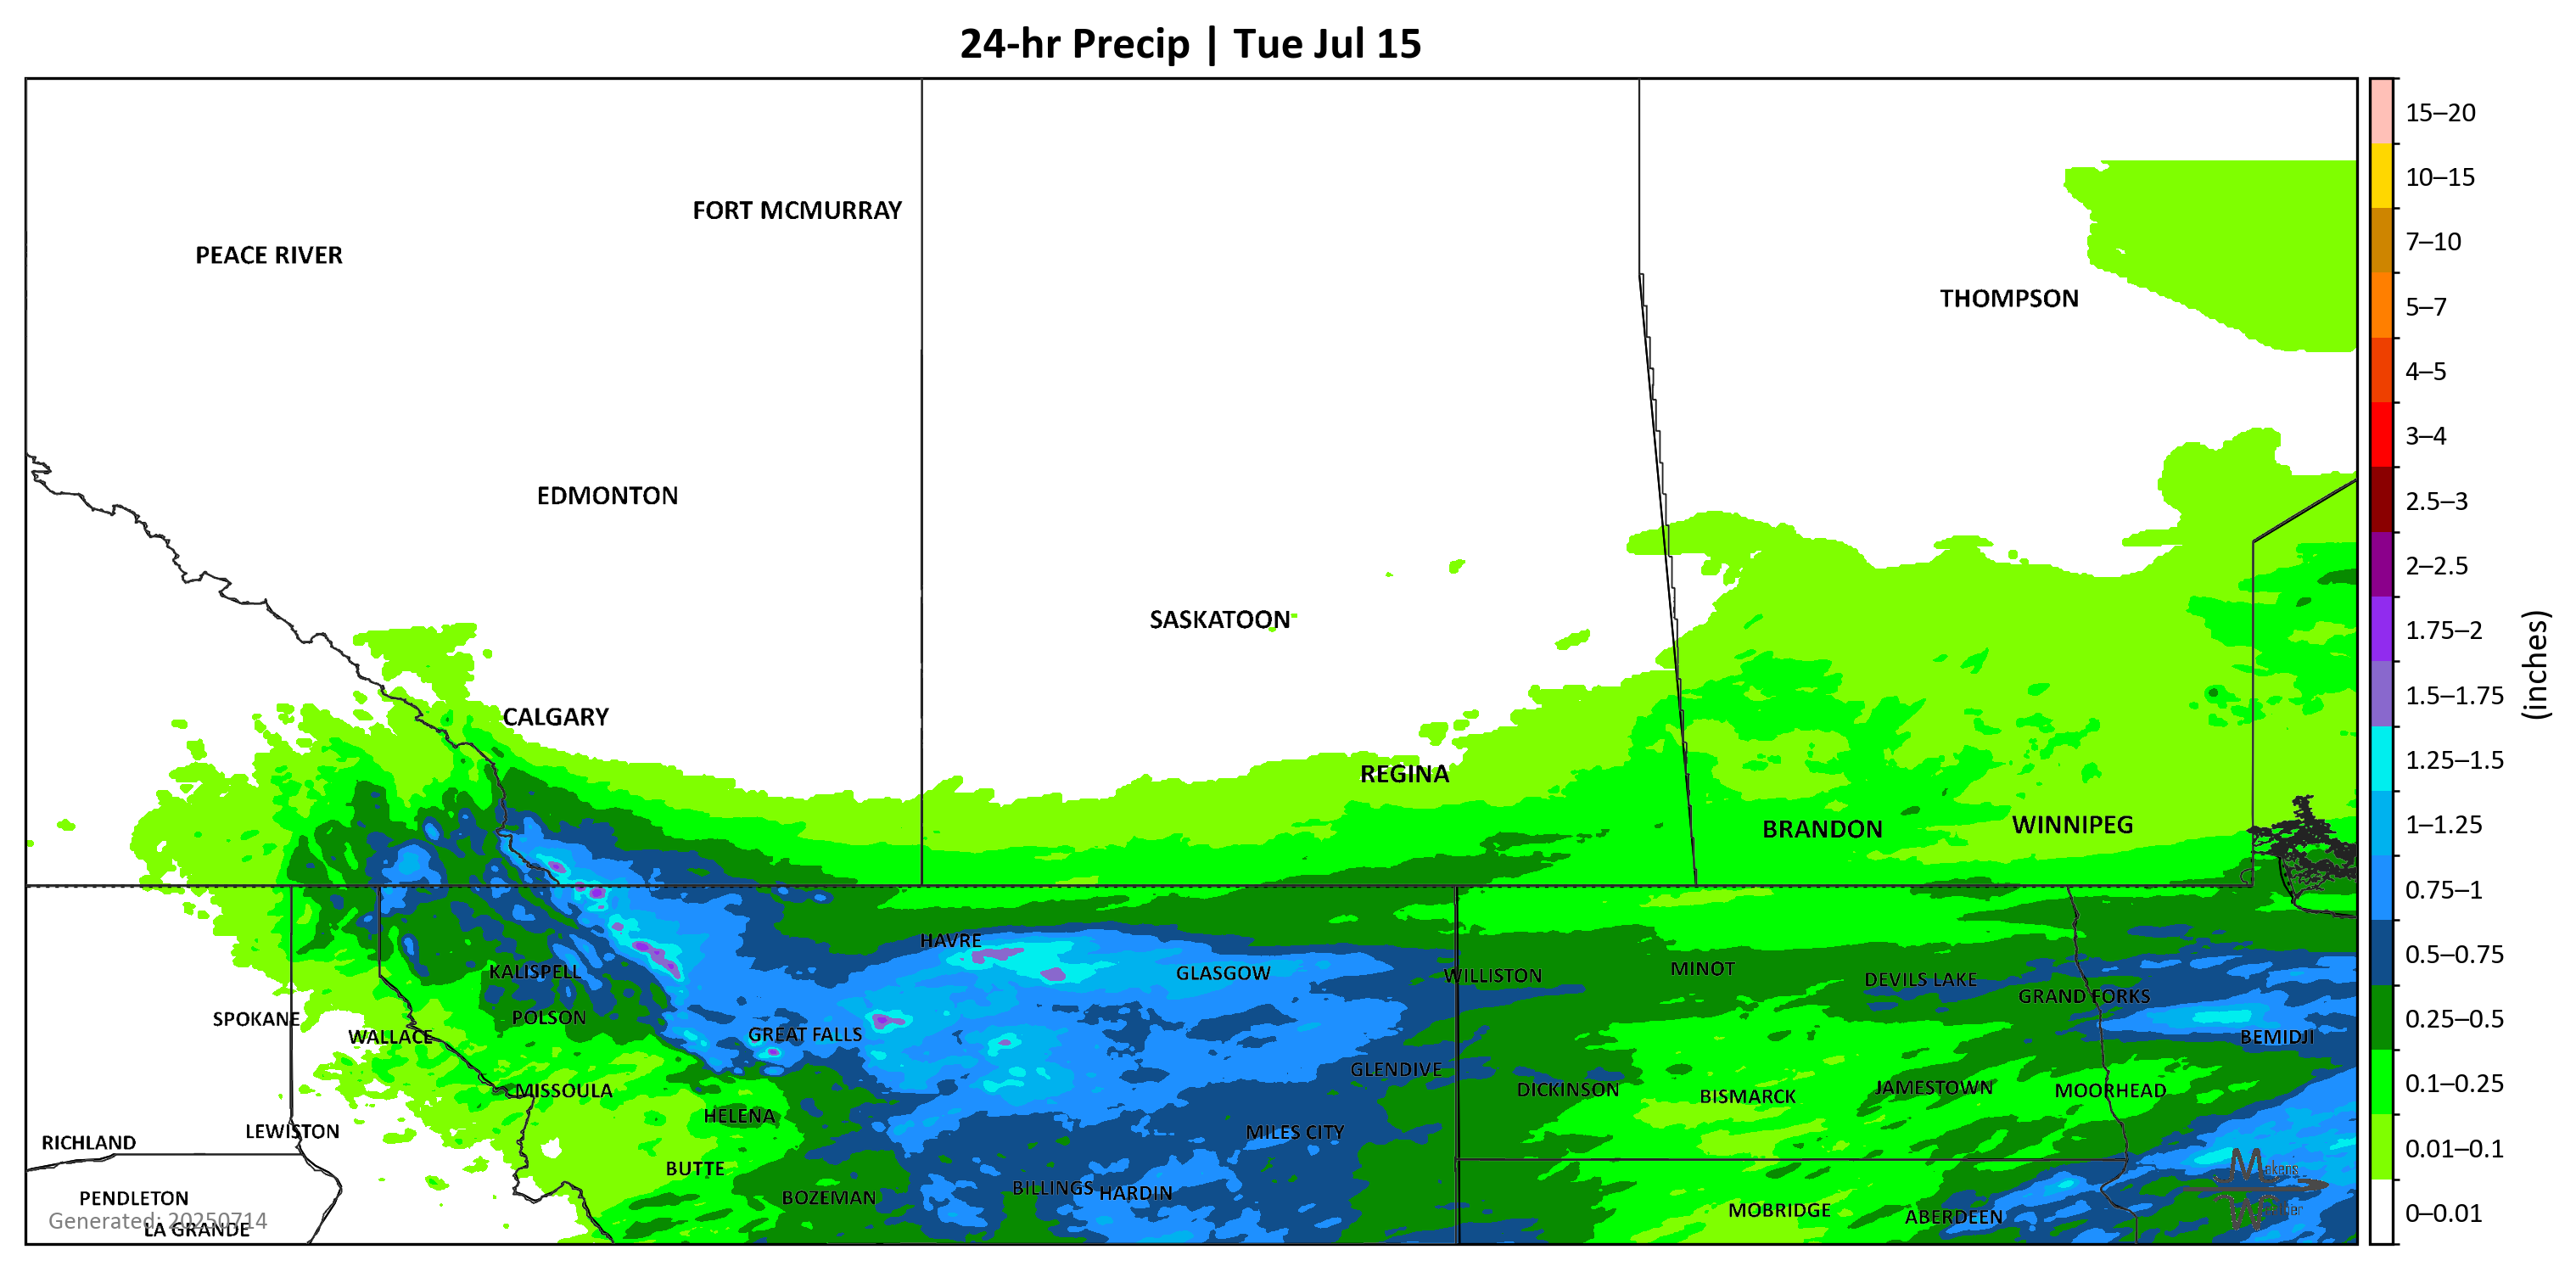 24-hr Precip | Tue Jul 15
FORT MCMURRAY
PEACE RIVER
THOMPSON
EDMONTON
SASKATOON
CALGARY
REGINA
BRANDON
WINNIPEG
HAVRE
KALISPELL
GLASGOW
WILLISTON
MINOT
DEVILS LAKE
GRAND FORKS
SPOKANE
POLSON
WALLACE
GREAT FALLS
BEMIDJI
GLENDIVE
MISSOULA
DICKINSON
BISMARCK
JAMESTOWN
MOORHEAD
HELENA
RICHLAND
LEWISTON
MILES CITY
BUTTE
PENDLETON
BOZEMAN
BILLINGS
HARDIN
MOBRIDGE
ABERDEEN
Generated: 20250714
LA GRANDE
15–20
10–15
7–10
5–7
4–5
3–4
2.5–3
2–2.5
1.75–2
1.5–1.75
1.25–1.5
1–1.25
0.75–1
0.5–0.75
0.25–0.5
0.1–0.25
0.01–0.1
0–0.01
(inches)